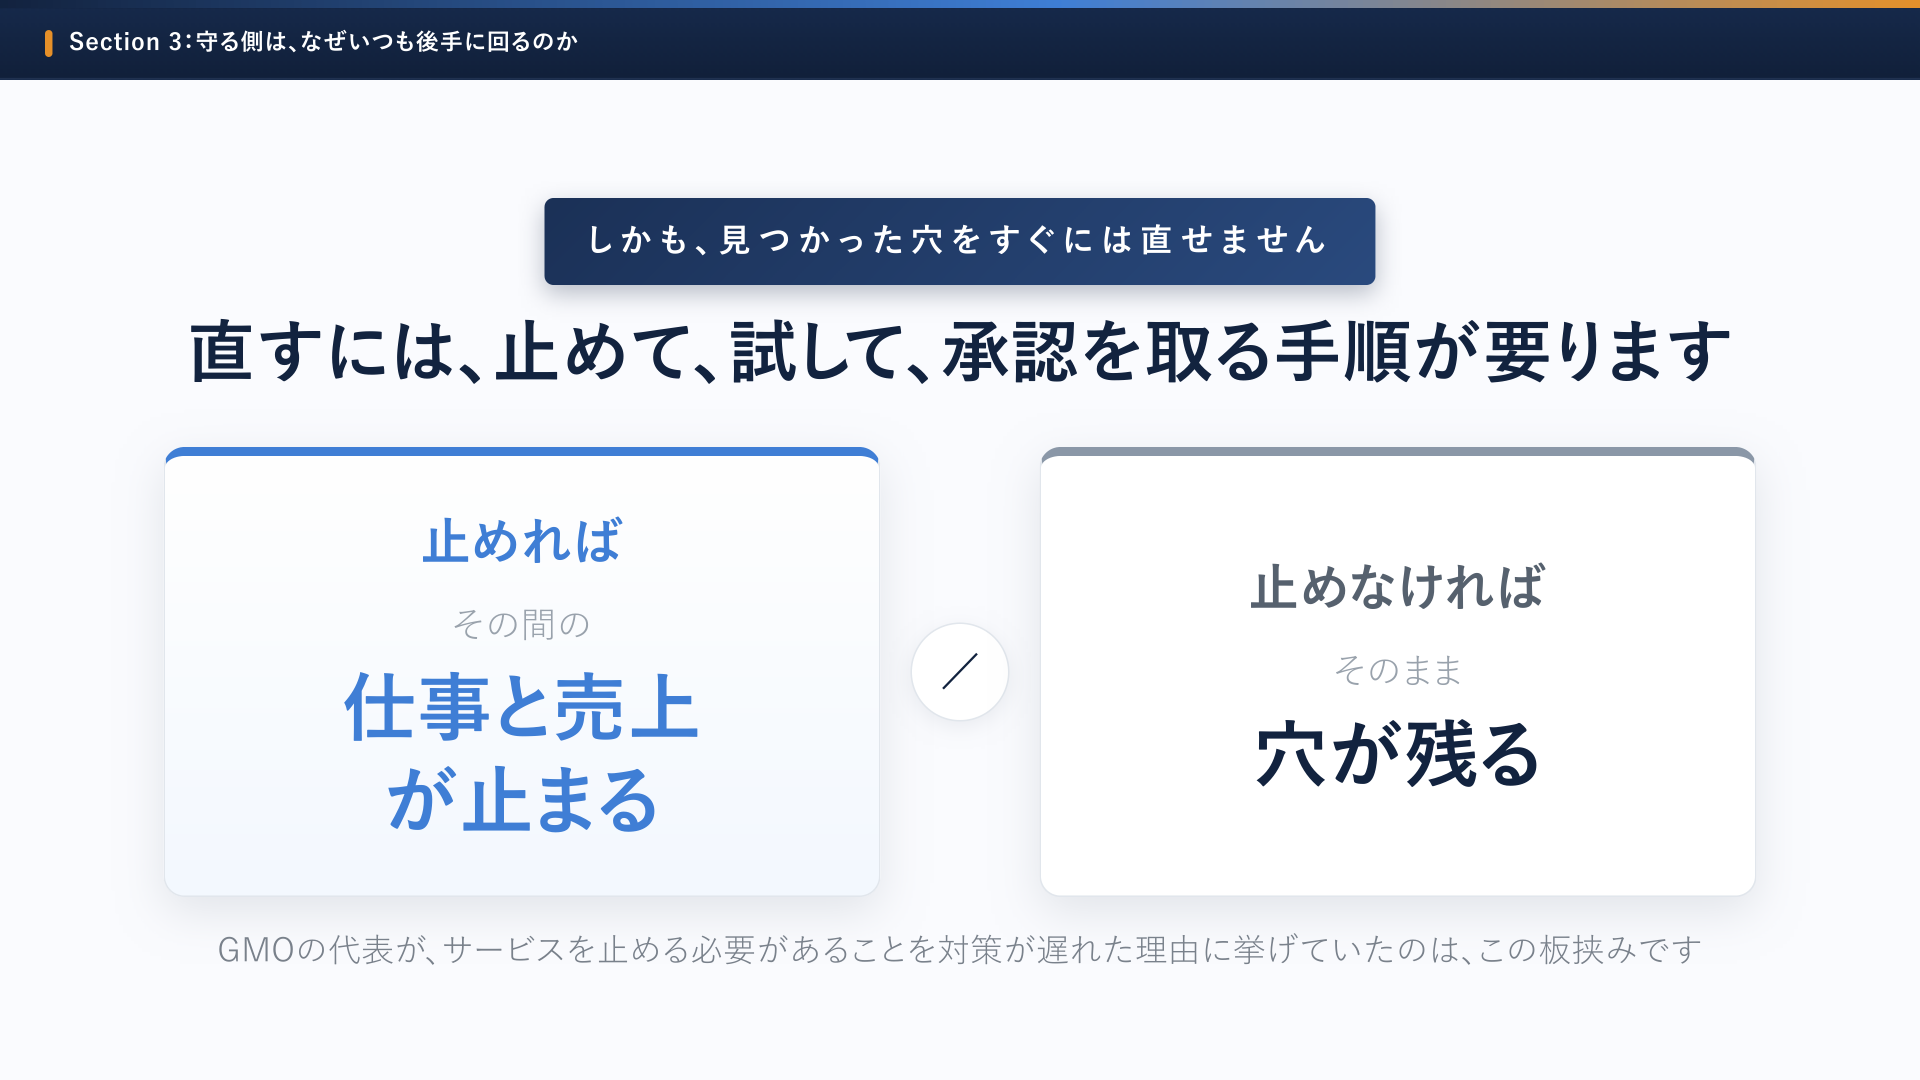 Section 3：守る側は、なぜいつも後手に回るのか
しかも、見つかった穴をすぐには直せません
直すには、止めて、試して、承認を取る手順が要ります
止めれば
その間の
仕事と売上
が止まる
／
止めなければ
そのまま
穴が残る
GMOの代表が、サービスを止める必要があることを対策が遅れた理由に挙げていたのは、この板挟みです